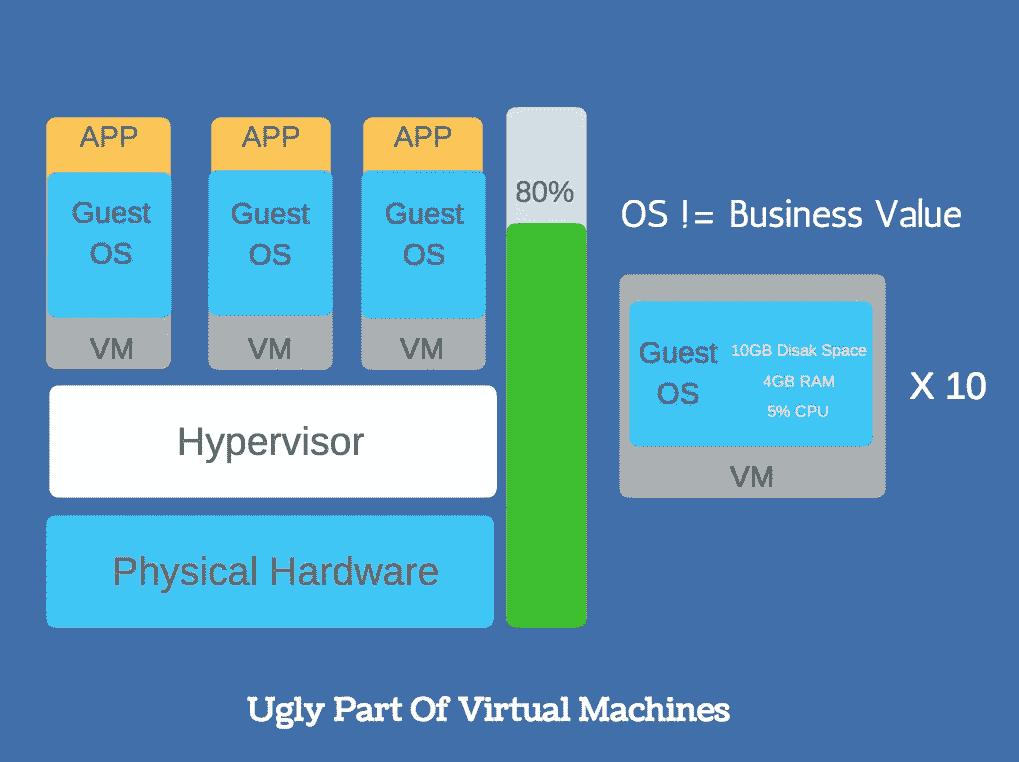 APP
Guest
OS
VM
APP
Guest
OS
VM
APP
Guest
OS
VM
Hypervisor
Physical Hardware
80%
OS != Business Value
Guest
OS
10GB Disak Space
4GB RAM
5% CPU
VM
X 10
Ugly Part Of Virtual Machines